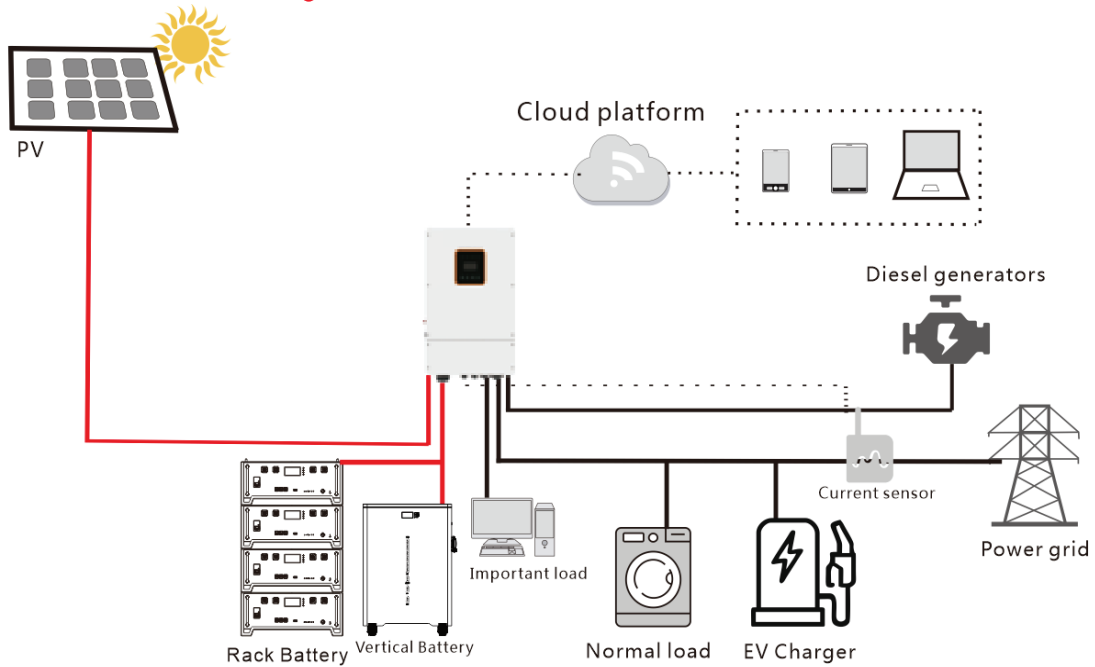 PV
Cloud platform
Diesel generators
Current sensor
Power grid
Important load
Rack Battery
Vertical Battery
Normal load
EV Charger